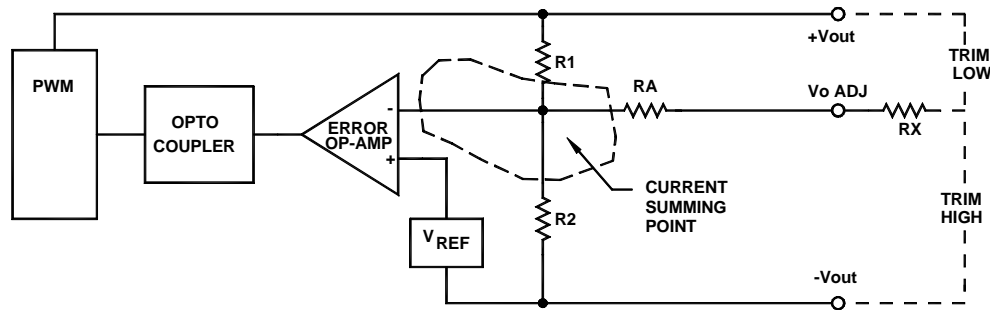 +Vout
R1
TRIM
LOW
PWM
RA
Vo ADJ
OPTO
COUPLER
-
ERROR
OP-AMP
+
RX
CURRENT
SUMMING
POINT
TRIM
HIGH
R2
VREF
-Vout